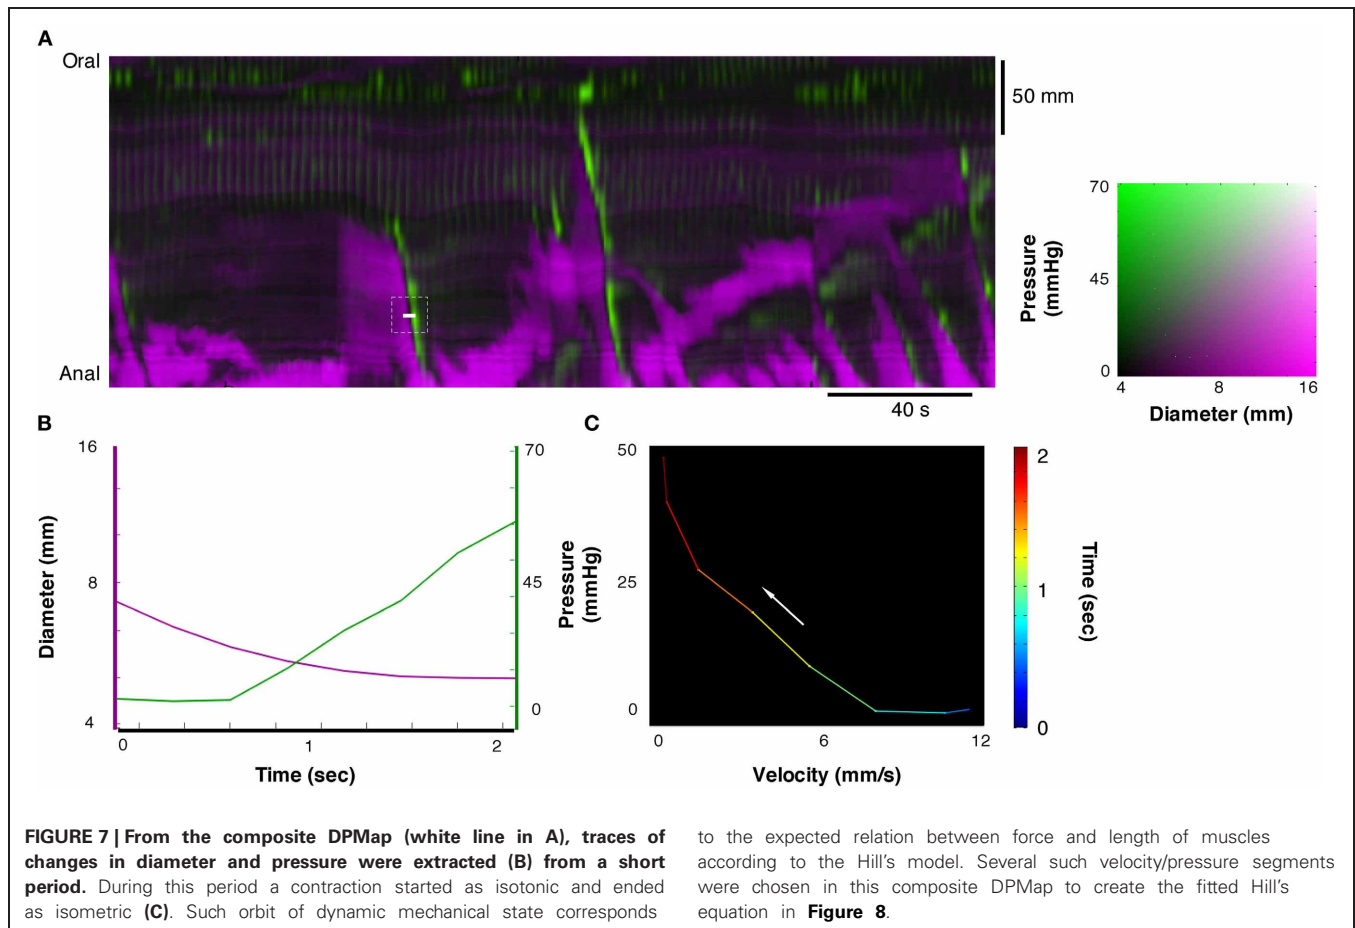 A
Oral
50 mm
Anal
40 s
70
45
0
Pressure
(mmHg)
4 8 16
Diameter (mm)
B
16
8
4
Diameter (mm)
70
45
0
Pressure
(mmHg)
0 1 2
Time (sec)
C
50
25
0
0 6 12
Velocity (mm/s)
2
1
0
Time (sec)
FIGURE 7 | From the composite DPMap (white line in A), traces of
changes in diameter and pressure were extracted (B) from a short
period. During this period a contraction started as isotonic and ended
as isometric (C). Such orbit of dynamic mechanical state corresponds
to the expected relation between force and length of muscles
according to the Hill's model. Several such velocity/pressure segments
were chosen in this composite DPMap to create the fitted Hill's
equation in Figure 8.